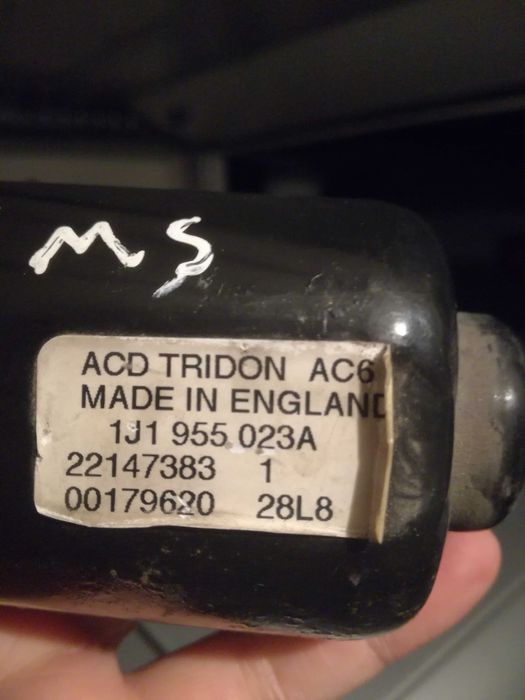 MS
ACD TRIDON AC6
MADE IN ENGLAND
1J1 955 023A
22147383 1
00179620 28L8